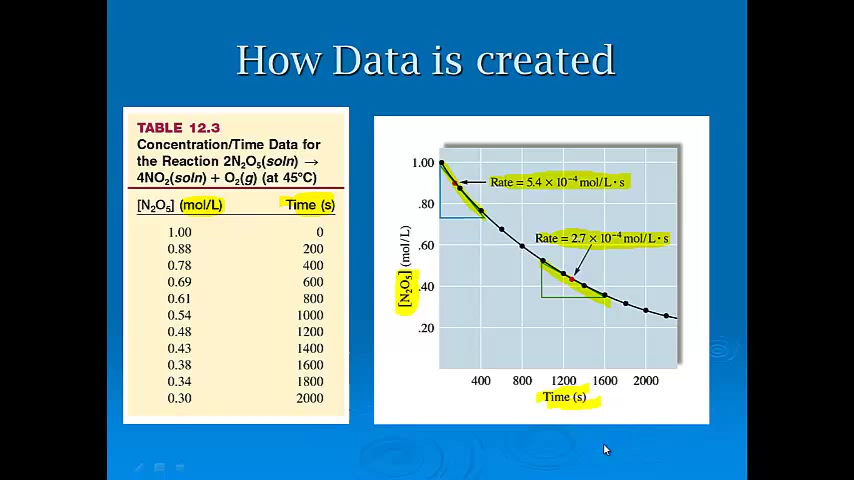 How Data is created
TABLE 12.3
Concentration/Time Data for
the Reaction 2N₂O₅(soln) →
4NO₂(soln) + O₂(g) (at 45°C)
[N₂O₅] (mol/L) Time (s)
1.00 0
0.88 200
0.78 400
0.69 600
0.61 800
0.54 1000
0.48 1200
0.43 1400
0.38 1600
0.34 1800
0.30 2000
[N₂O₅] (mol/L)
1.00
.80
.60
.40
.20
Rate = 5.4 × 10⁻⁴ mol/L · s
Rate = 2.7 × 10⁻⁴ mol/L · s
400 800 1200 1600 2000
Time (s)